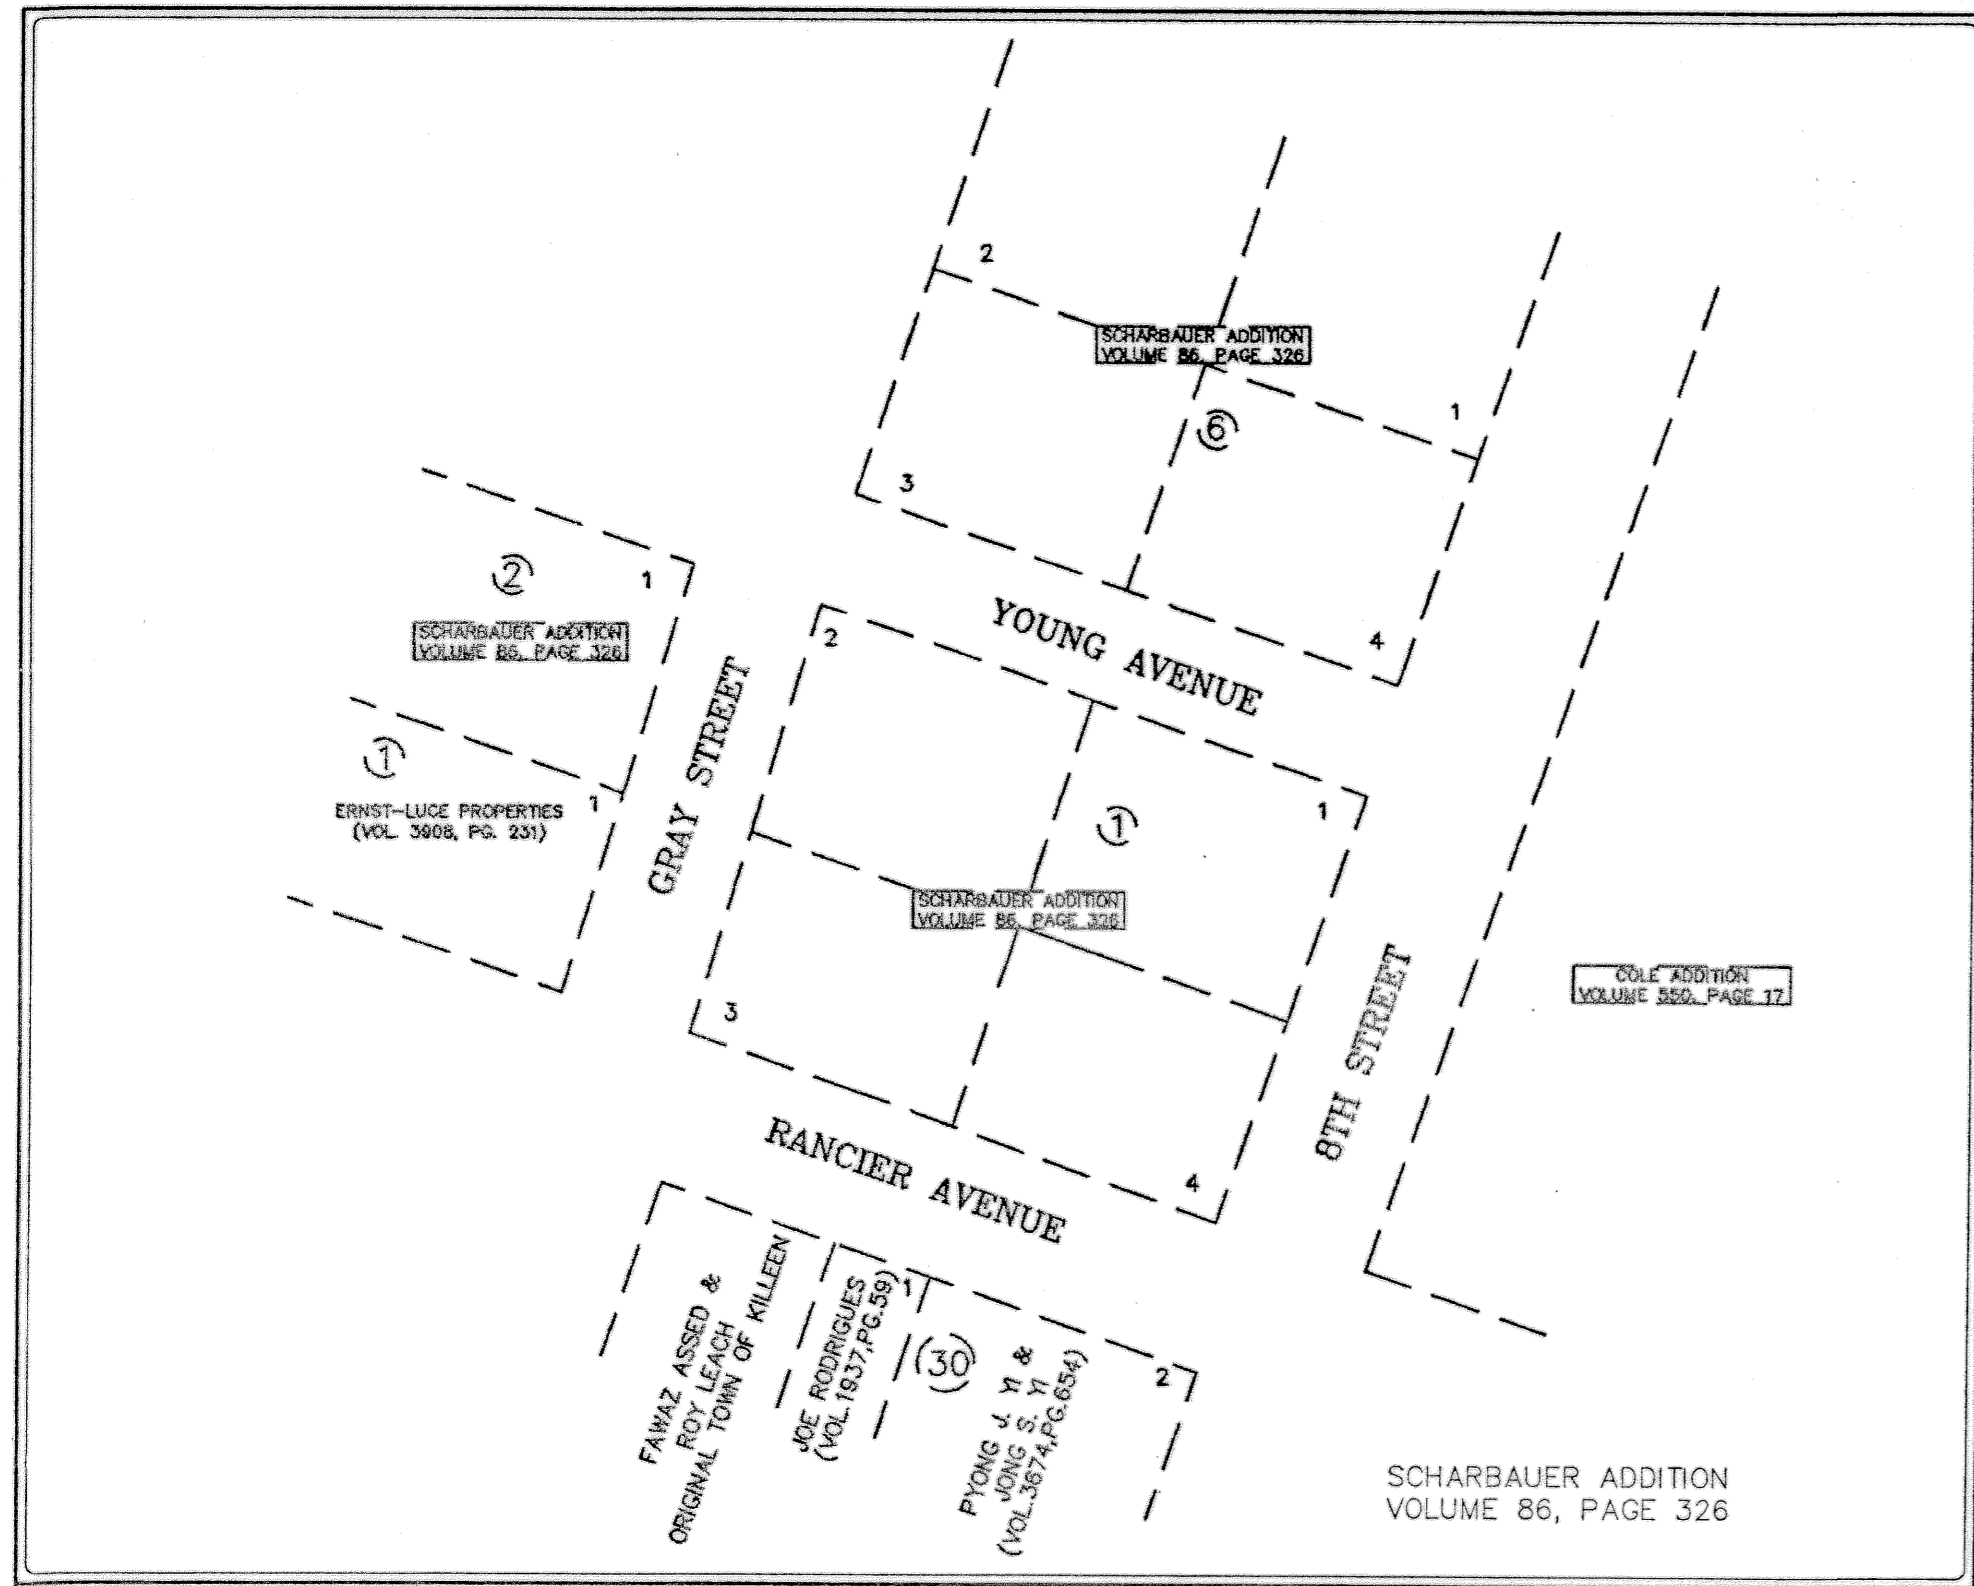 2
SCHARBAUER ADDITION
VOLUME 86, PAGE 326
1
6
3
4
2
1
SCHARBAUER ADDITION
VOLUME 86, PAGE 326
YOUNG AVENUE
2
GRAY STREET
1
1
ERNST-LUCE PROPERTIES
(VOL. 3908, PG. 231)
1
1
SCHARBAUER ADDITION
VOLUME 86, PAGE 326
3
4
8TH STREET
COLE ADDITION
VOLUME 550, PAGE 17
RANCIER AVENUE
FAWAZ ASSED &
ROY LEACH
ORIGINAL TOWN OF KILLEEN
JOE RODRIGUES
(VOL.1937,PG.59)
1
30
PYONG J. YI &
JONG S. YI
(VOL.3674,PG.654)
2
SCHARBAUER ADDITION
VOLUME 86, PAGE 326